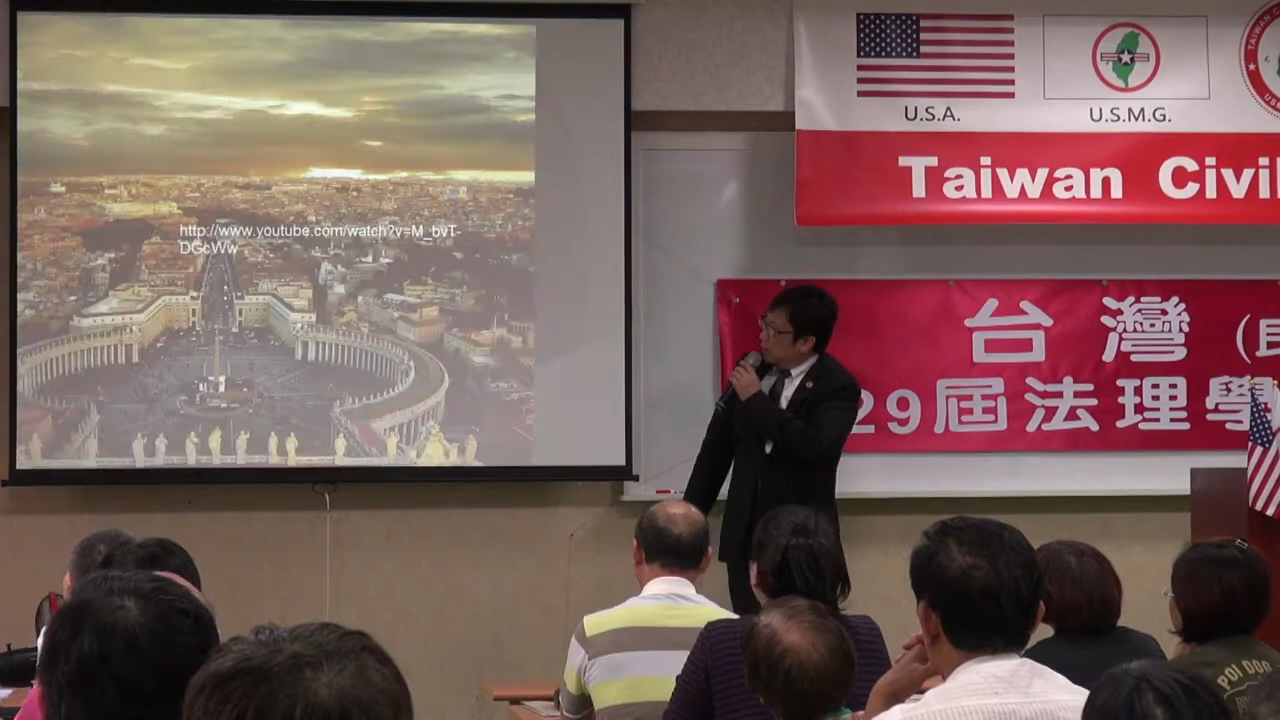 http://www.youtube.com/watch?v=M_bvT-
DGcWw
U.S.A.
U.S.M.G.
Taiwan Civil
台灣(民
29屆法理學
POI DOG